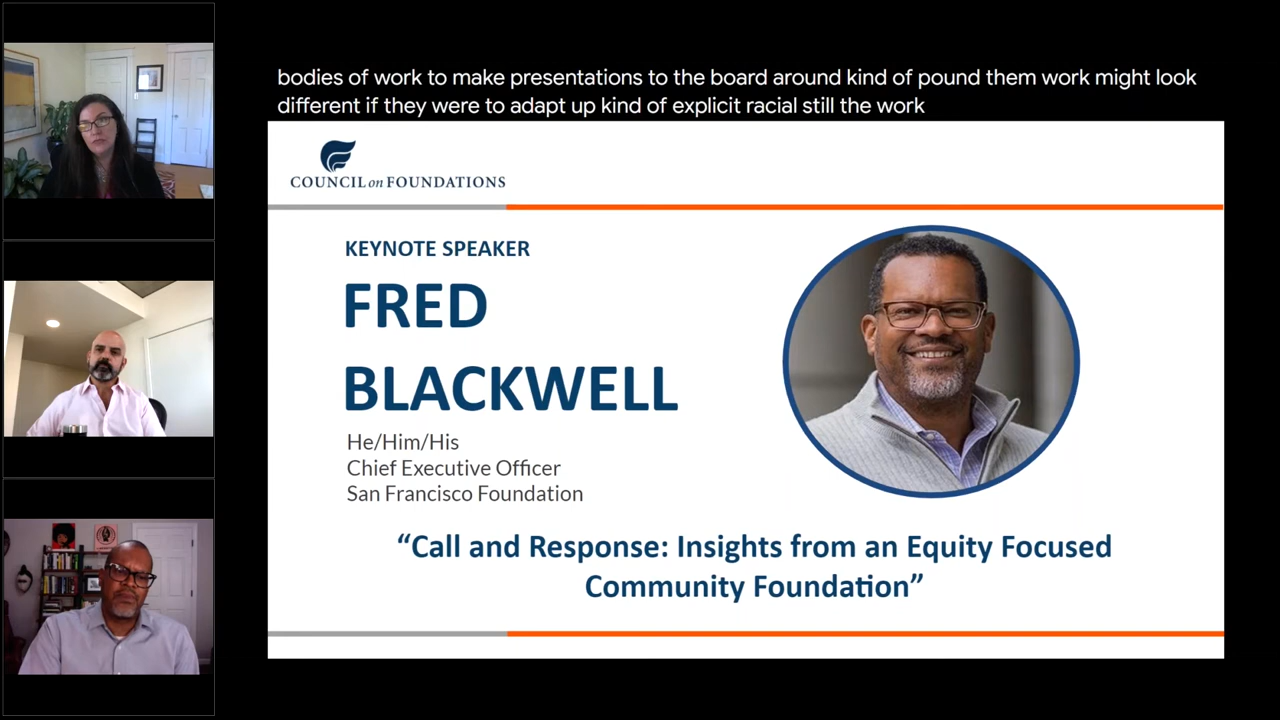 bodies of work to make presentations to the board around kind of pound them work might look
different if they were to adapt up kind of explicit racial still the work
COUNCIL on FOUNDATIONS
KEYNOTE SPEAKER
FRED
BLACKWELL
He/Him/His
Chief Executive Officer
San Francisco Foundation
“Call and Response: Insights from an Equity Focused
Community Foundation”